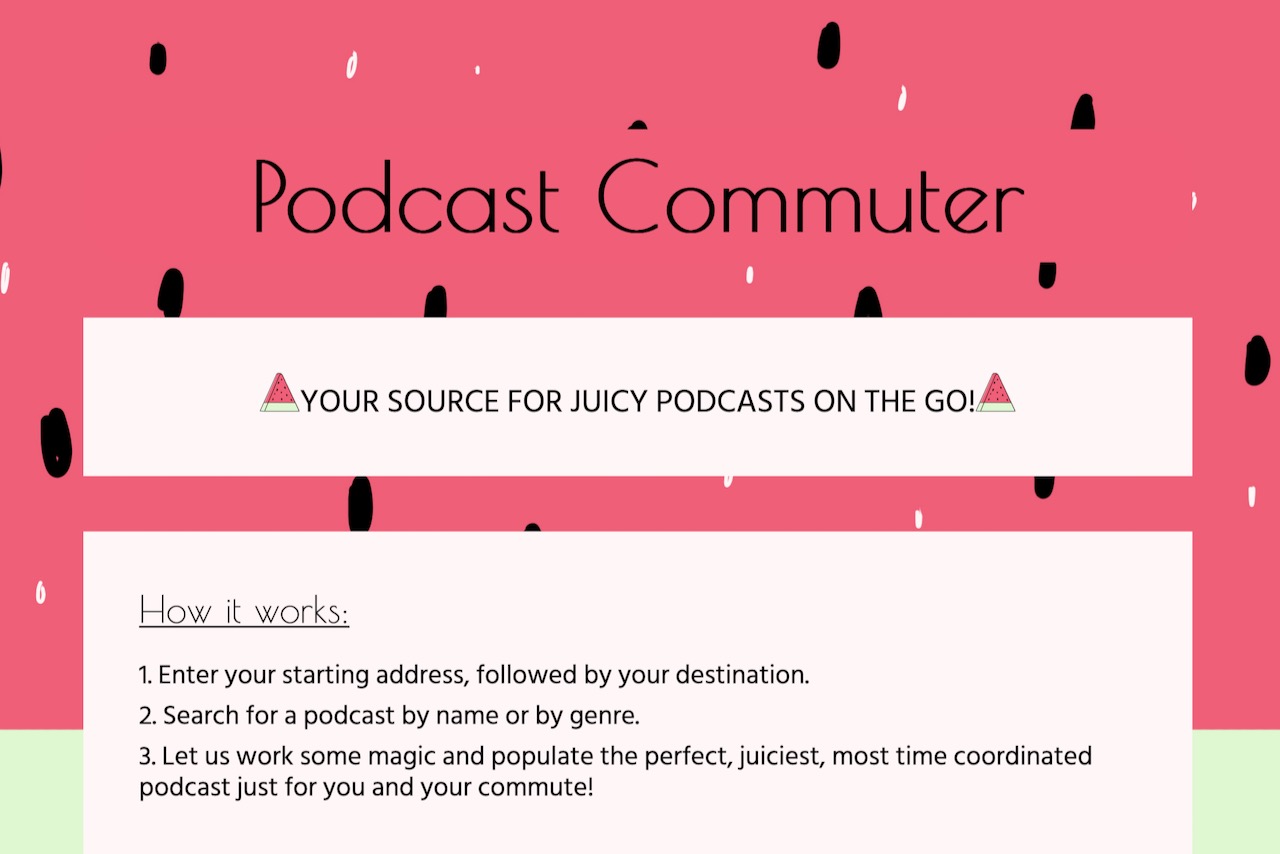 Podcast Commuter
YOUR SOURCE FOR JUICY PODCASTS ON THE GO!
How it works:
1. Enter your starting address, followed by your destination.
2. Search for a podcast by name or by genre.
3. Let us work some magic and populate the perfect, juiciest, most time coordinated
podcast just for you and your commute!